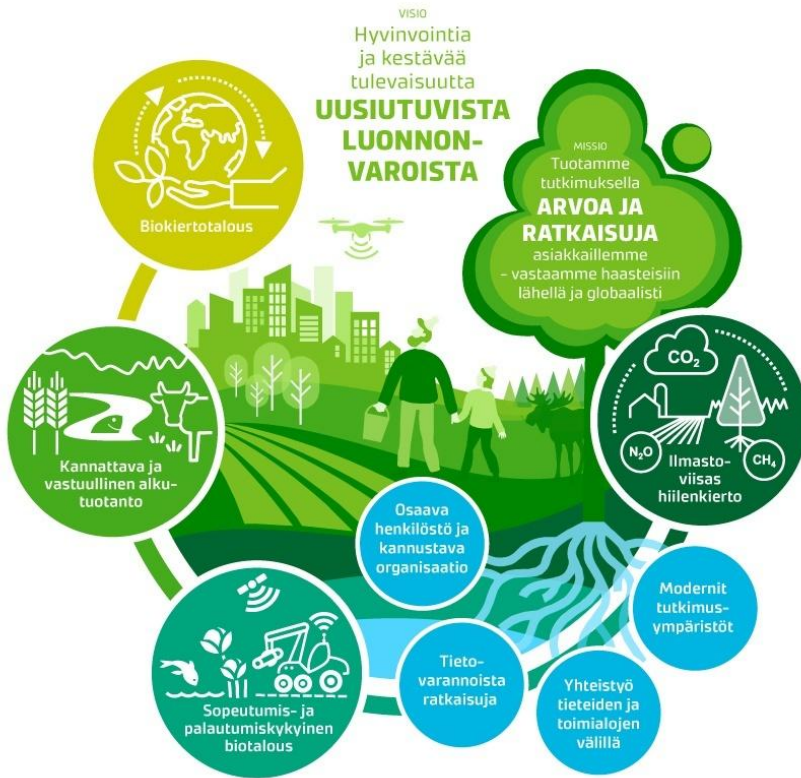 VISIO
Hyvinvointia
ja kestävää
tulevaisuutta
UUSIUTUVISTA
LUONNON-
VAROISTA
MISSIO
Tuotamme
tutkimuksella
ARVOA JA
RATKAISUJA
asiakkaillemme
- vastaamme haasteisiin
lähellä ja globaalisti
Biokiertotalous
Kannattava ja
vastuullinen alku-
tuotanto
Sopeutumis- ja
palautumiskykyinen
biotalous
CO₂
N₂O
CH₄
Ilmasto-
viisas
hiilenkierto
Osaava
henkilöstö ja
kannustava
organisaatio
Tieto-
varannoista
ratkaisuja
Yhteistyö
tieteiden ja
toimialojen
välillä
Modernit
tutkimus-
ympäristöt